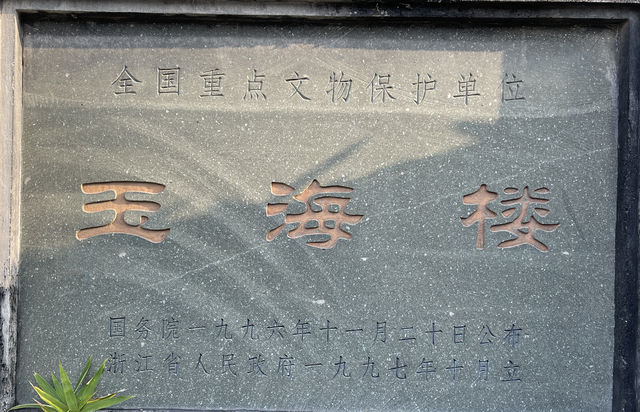 全国重点文物保护单位
玉海楼
国务院一九九六年十一月二十日公布
浙江省人民政府一九九七年十月立